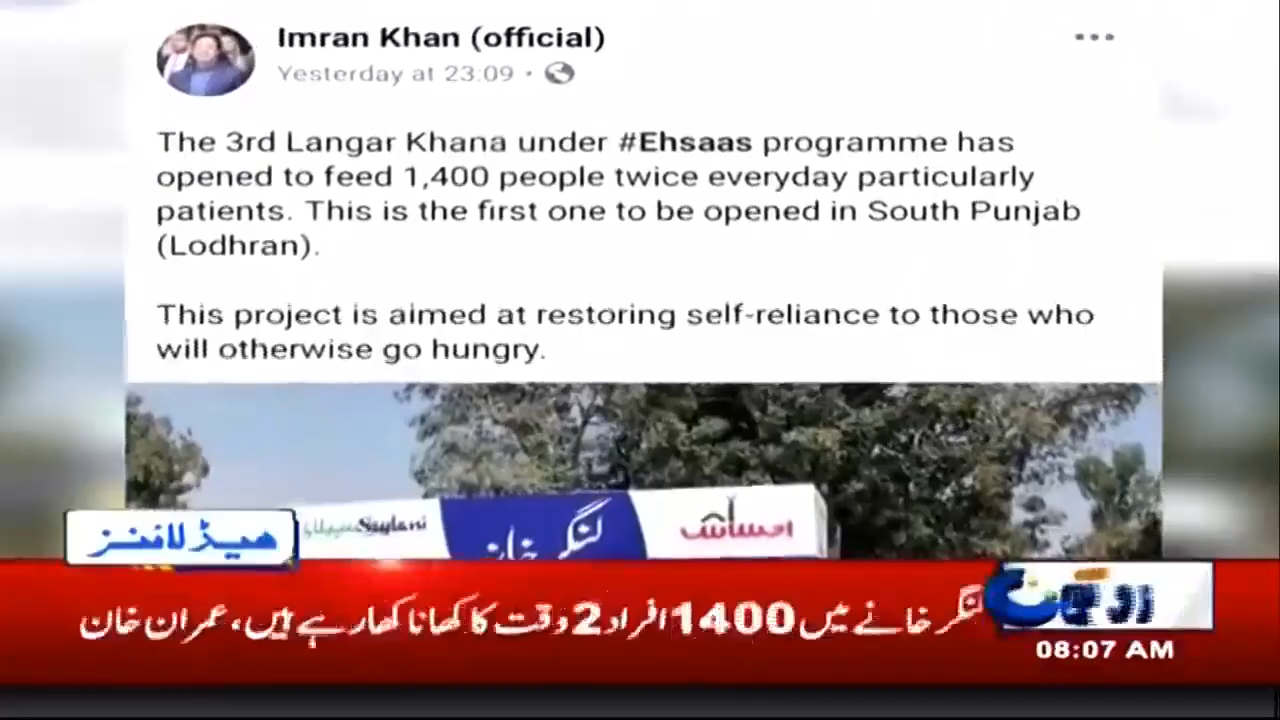 Imran Khan (official)
Yesterday at 23:09 ·
The 3rd Langar Khana under #Ehsaas programme has
opened to feed 1,400 people twice everyday particularly
patients. This is the first one to be opened in South Punjab
(Lodhran).
This project is aimed at restoring self-reliance to those who
will otherwise go hungry.
Saylani
لنگر خانہ
احساس
ہیڈلائنز
لنگر خانے میں 1400 افراد 2 وقت کا کھانا کھا رہے ہیں، عمران خان
08:07 AM